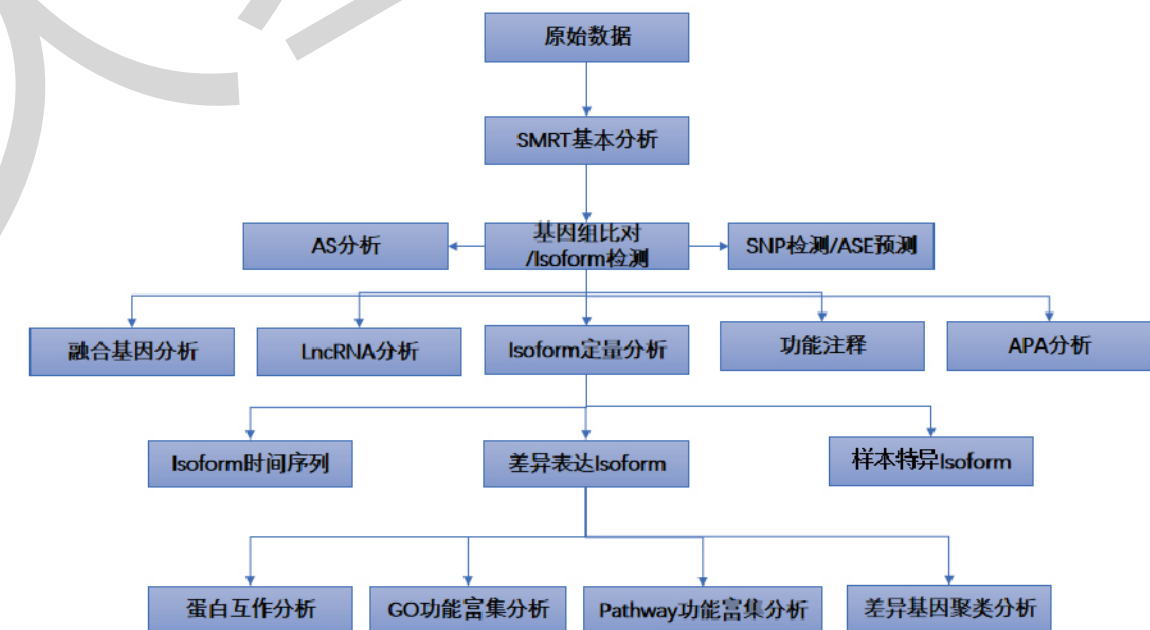 原始数据
SMRT基本分析
AS分析
基因组比对
/Isoform检测
SNP检测/ASE预测
融合基因分析
LncRNA分析
Isoform定量分析
功能注释
APA分析
Isoform时间序列
差异表达Isoform
样本特异Isoform
蛋白互作分析
GO功能富集分析
Pathway功能富集分析
差异基因聚类分析